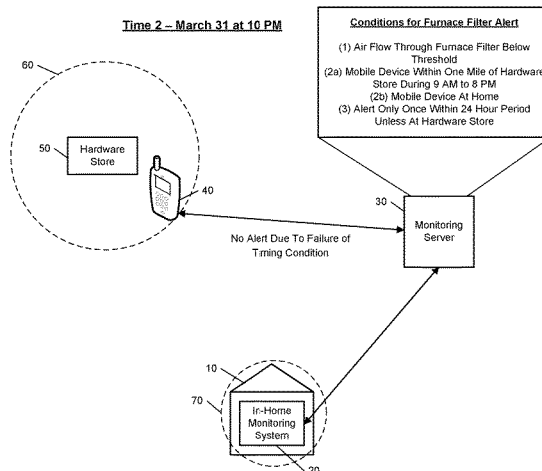 Time 2 – March 31 at 10 PM
Conditions for Furnace Filter Alert
(1) Air Flow Through Furnace Filter Below
Threshold
(2a) Mobile Device Within One Mile of Hardware
Store During 9 AM to 8 PM
(2b) Mobile Device At Home
(3) Alert Only Once Within 24 Hour Period
Unless At Hardware Store
60
50
Hardware
Store
40
30
Monitoring
Server
No Alert Due To Failure of
Timing Condition
10
70
In-Home
Monitoring
System
20